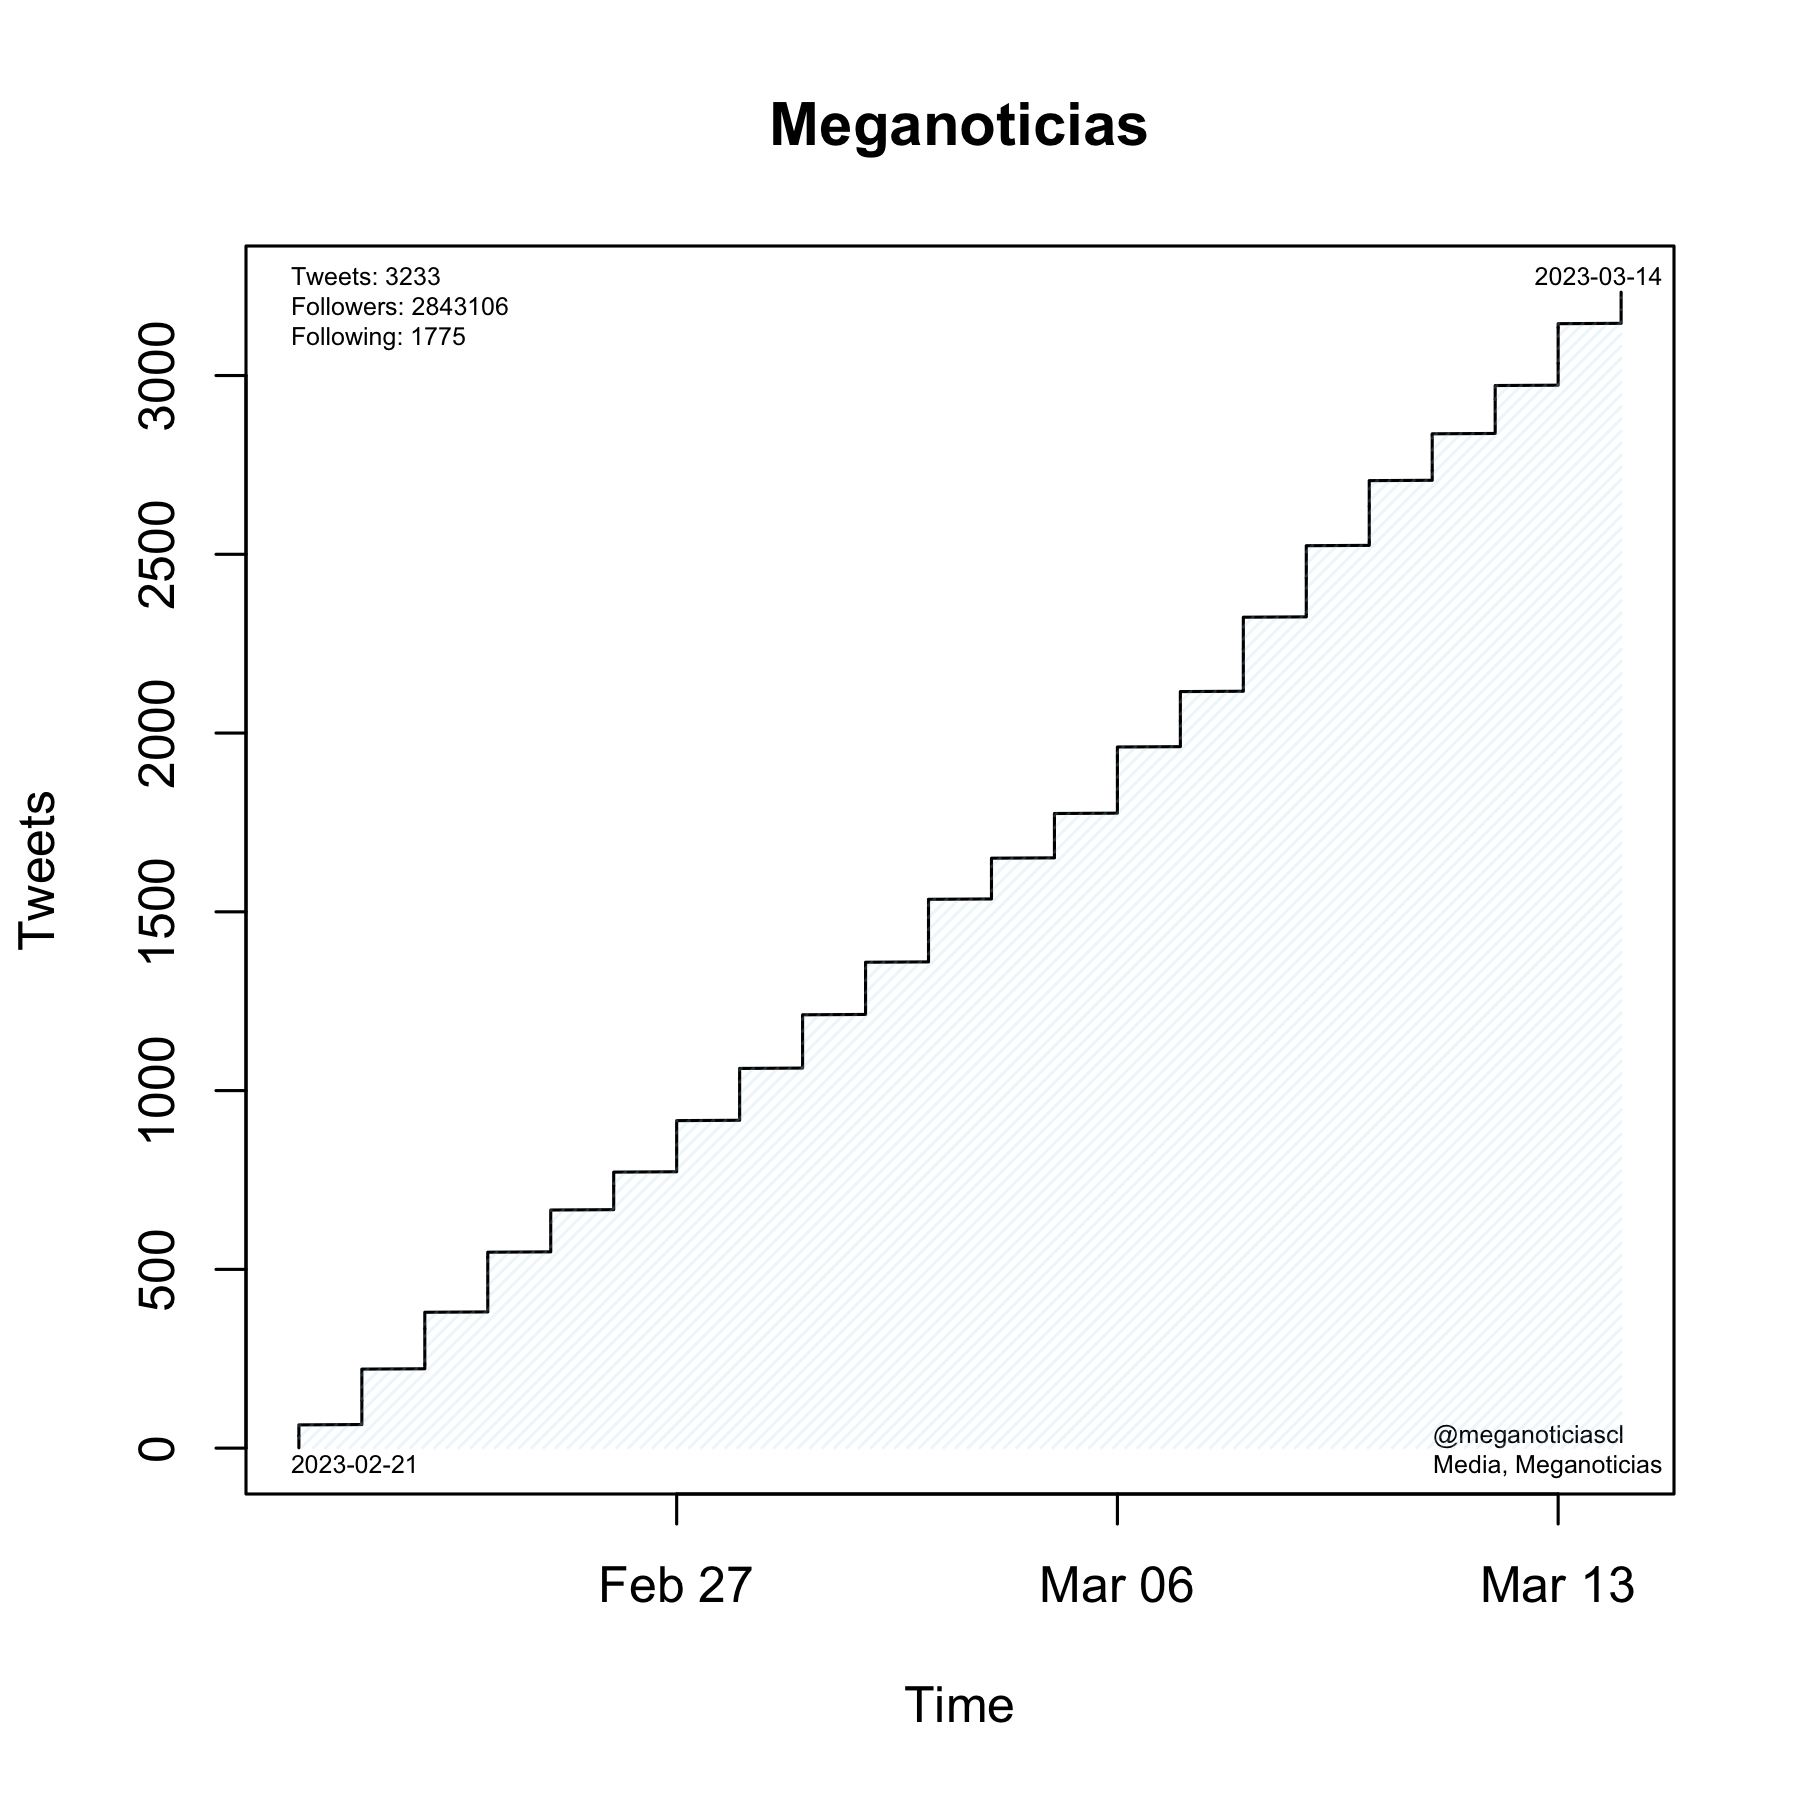 Meganoticias
Tweets: 3233
Followers: 2843106
Following: 1775
2023-03-14
3000
2500
2000
1500
1000
500
0
Tweets
2023-02-21
@meganoticiascl
Media, Meganoticias
Feb 27
Mar 06
Mar 13
Time